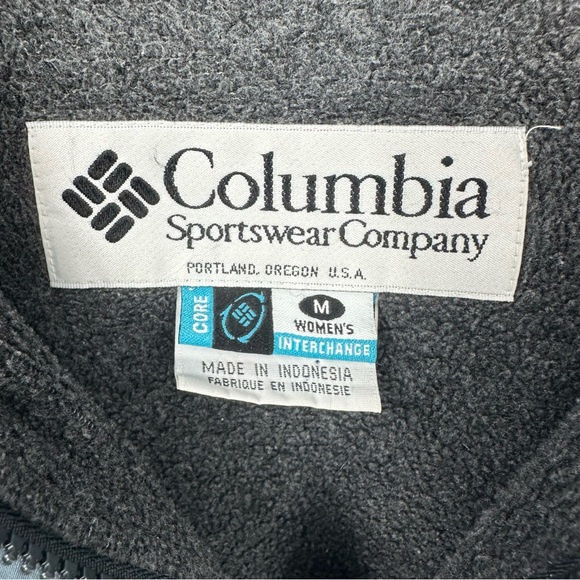 Columbia
Sportswear Company
PORTLAND, OREGON U.S.A.
CORE
M
WOMEN'S
INTERCHANGE
MADE IN INDONESIA
FABRIQUE EN INDONESIE